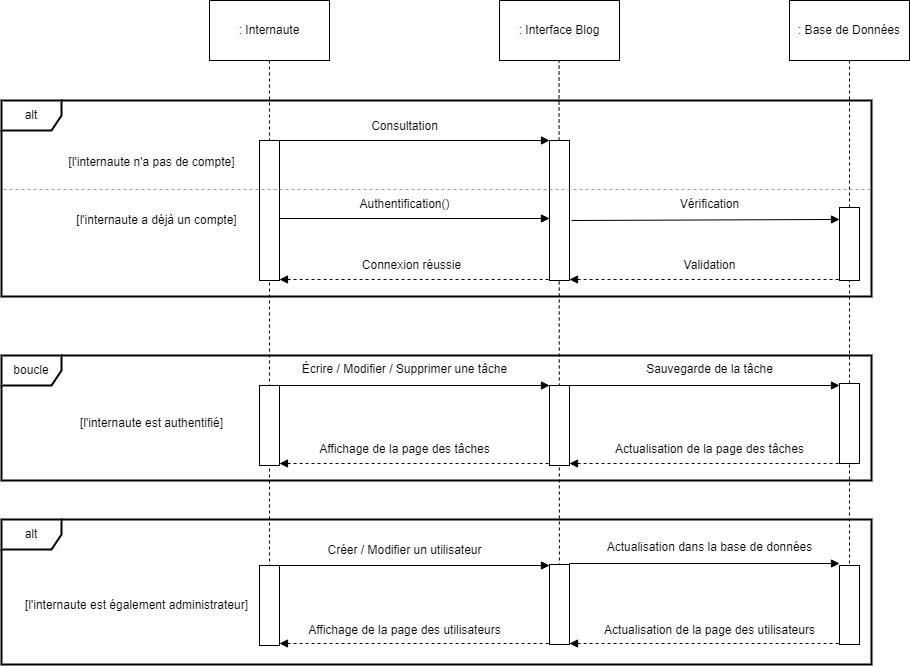 : Internaute
: Interface Blog
: Base de Données
alt
Consultation
[l'internaute n'a pas de compte]
[l'internaute a déjà un compte]
Authentification()
Vérification
Connexion réussie
Validation
boucle
Écrire / Modifier / Supprimer une tâche
Sauvegarde de la tâche
[l'internaute est authentifié]
Affichage de la page des tâches
Actualisation de la page des tâches
alt
Créer / Modifier un utilisateur
Actualisation dans la base de données
[l'internaute est également administrateur]
Affichage de la page des utilisateurs
Actualisation de la page des utilisateurs